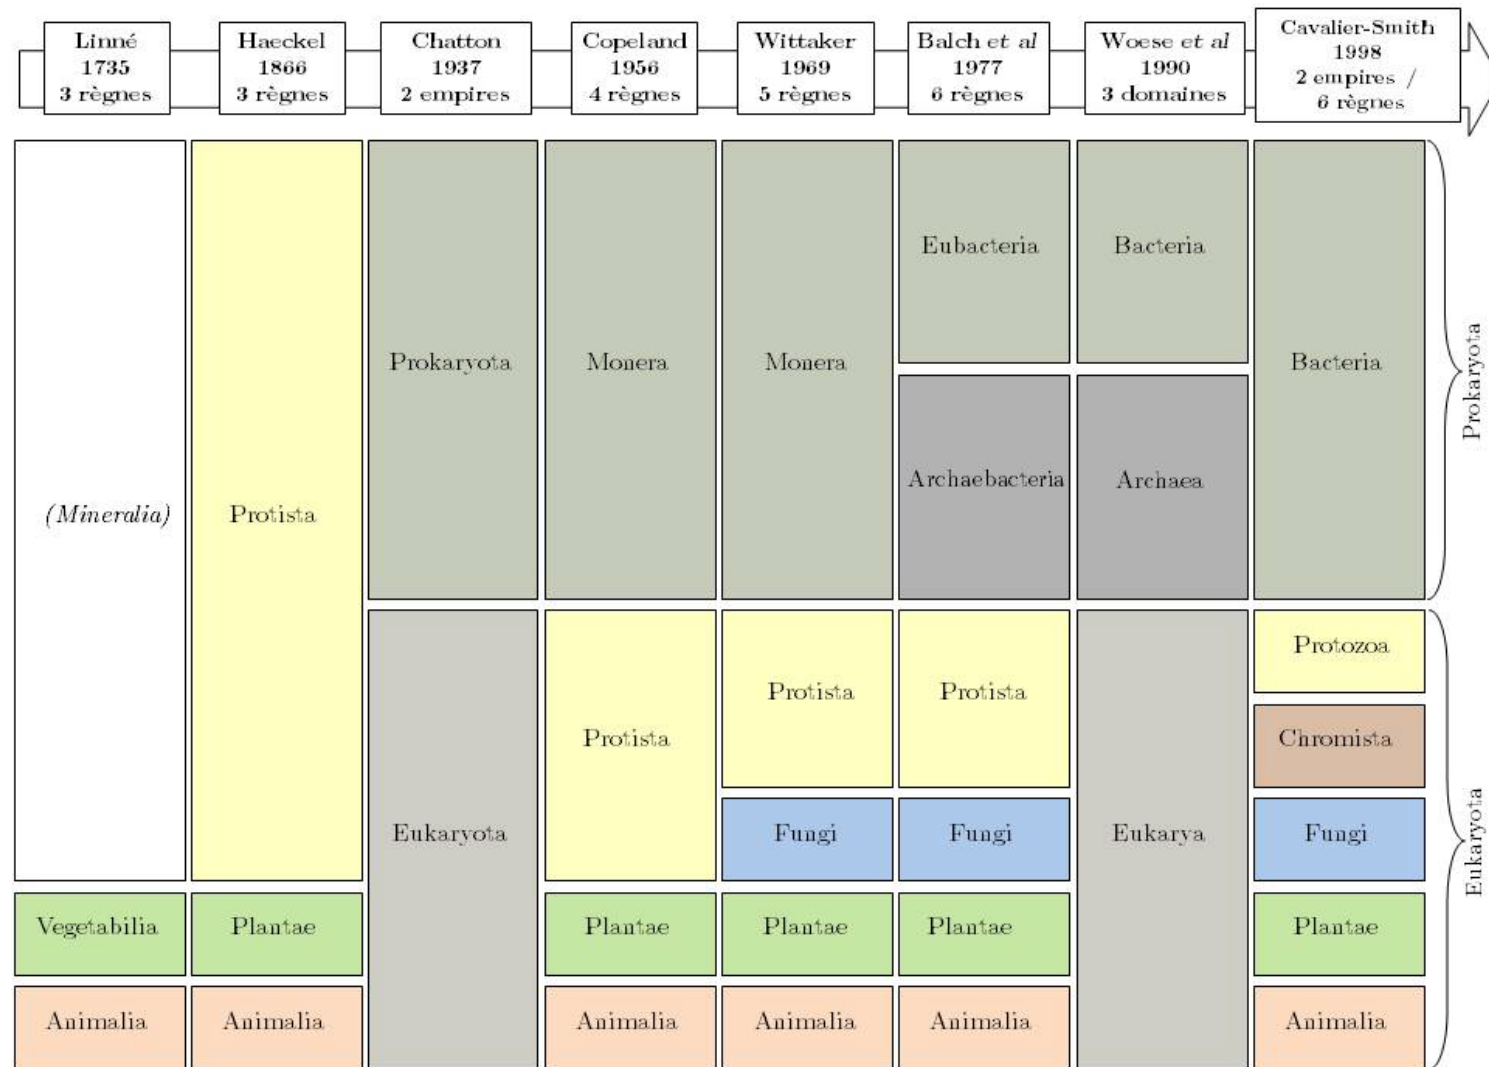 Linné
1735
3 règnes
Haeckel
1866
3 règnes
Chatton
1937
2 empires
Copeland
1956
4 règnes
Wittaker
1969
5 règnes
Balch et al
1977
6 règnes
Woese et al
1990
3 domaines
Cavalier-Smith
1998
2 empires /
6 règnes
(Mineralia)
Vegetabilia
Animalia
Protista
Plantae
Animalia
Prokaryota
Eukaryota
Monera
Protista
Plantae
Animalia
Monera
Protista
Fungi
Plantae
Animalia
Eubacteria
Archaebacteria
Protista
Fungi
Plantae
Animalia
Bacteria
Archaea
Eukarya
Bacteria
Protozoa
Chromista
Fungi
Plantae
Animalia
Prokaryota
Eukaryota